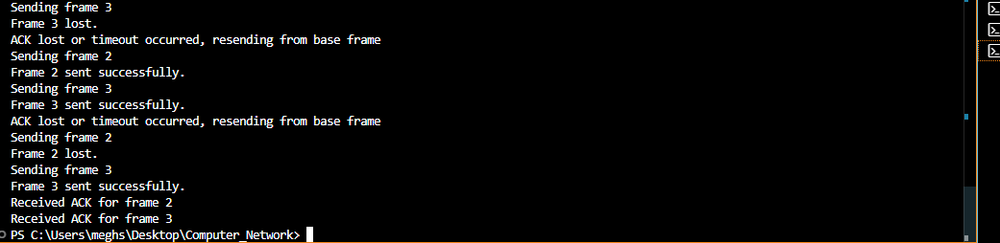 Sending frame 3
Frame 3 lost.
ACK lost or timeout occurred, resending from base frame
Sending frame 2
Frame 2 sent successfully.
Sending frame 3
Frame 3 sent successfully.
ACK lost or timeout occurred, resending from base frame
Sending frame 2
Frame 2 lost.
Sending frame 3
Frame 3 sent successfully.
Received ACK for frame 2
Received ACK for frame 3
PS C:\Users\meghs\Desktop\Computer_Network>